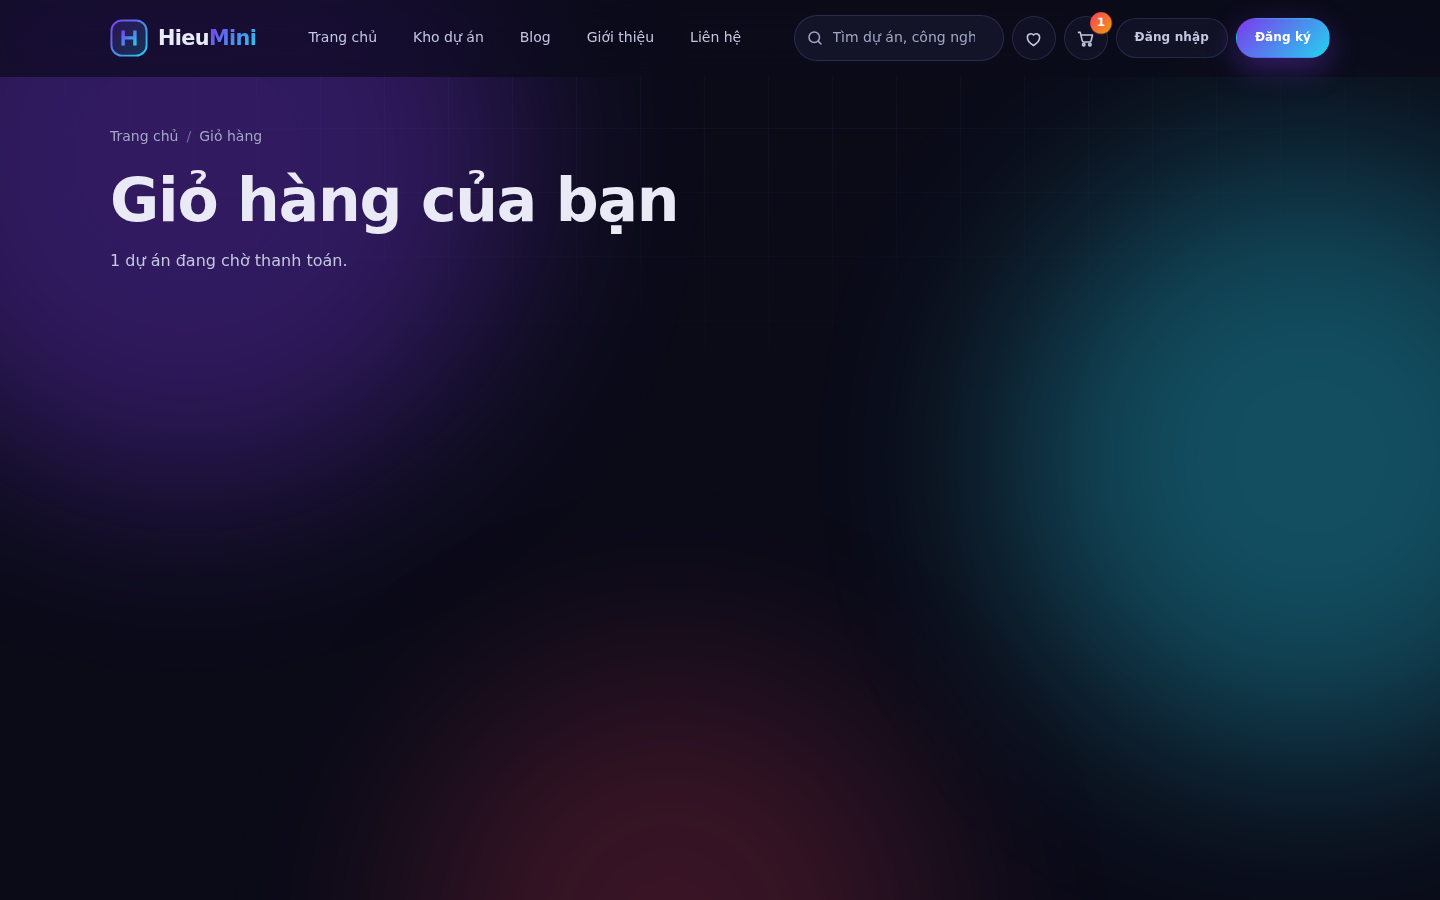 HieuMini
Trang chủ
Kho dự án
Blog
Giới thiệu
Liên hệ
Tìm dự án, công ngh
1
Đăng nhập
Đăng ký
Trang chủ / Giỏ hàng
Giỏ hàng của bạn
1 dự án đang chờ thanh toán.